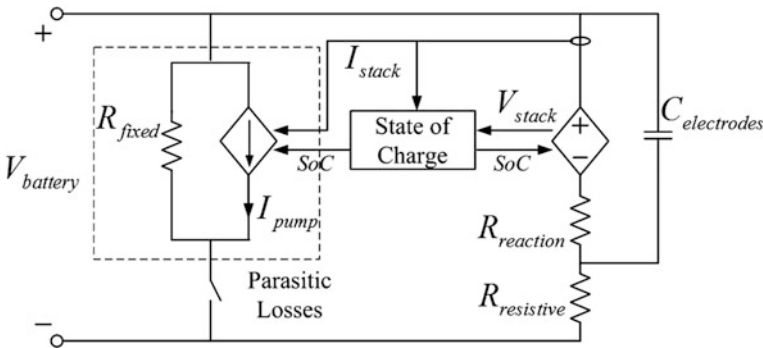 +
I_stack
V_stack
R_fixed
State of
Charge
+
−
C_electrodes
SoC
SoC
V_battery
I_pump
R_reaction
Parasitic
Losses
R_resistive
−